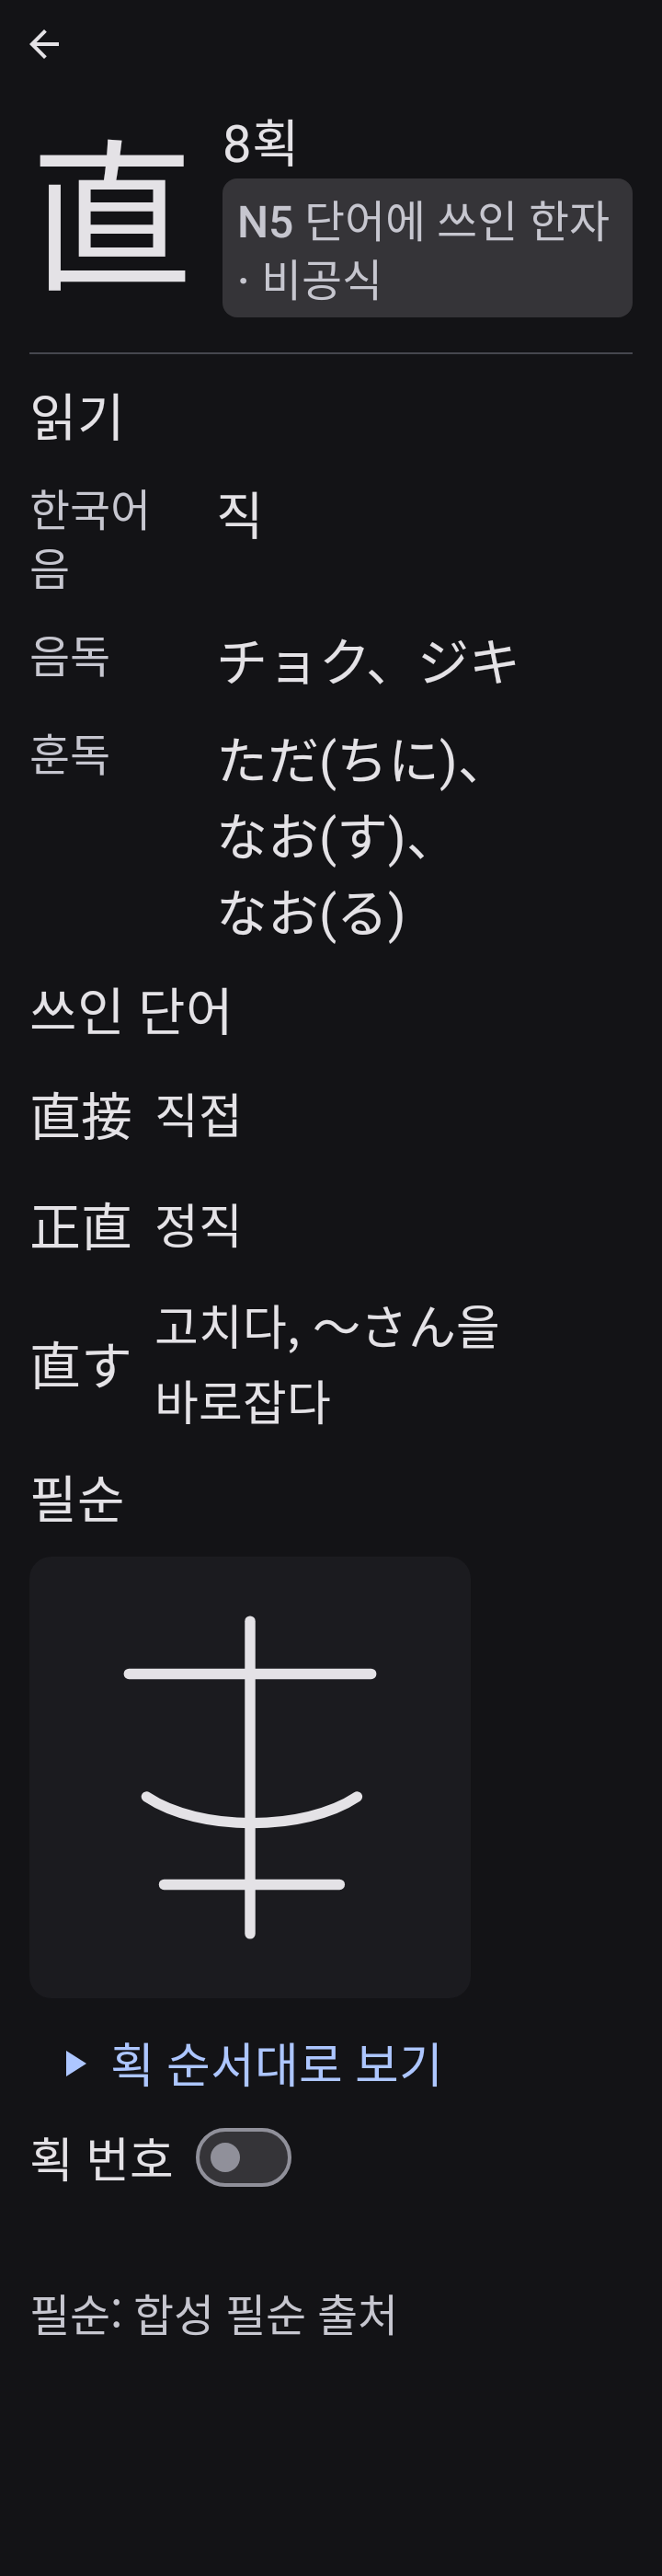 直
8획
N5 단어에 쓰인 한자
· 비공식
읽기
한국어
음
직
음독
チョク、ジキ
훈독
ただ(ちに)、
なお(す)、
なお(る)
쓰인 단어
直接 직접
正直 정직
直す
고치다, ～さん을
바로잡다
필순
획 순서대로 보기
획 번호
필순: 합성 필순 출처